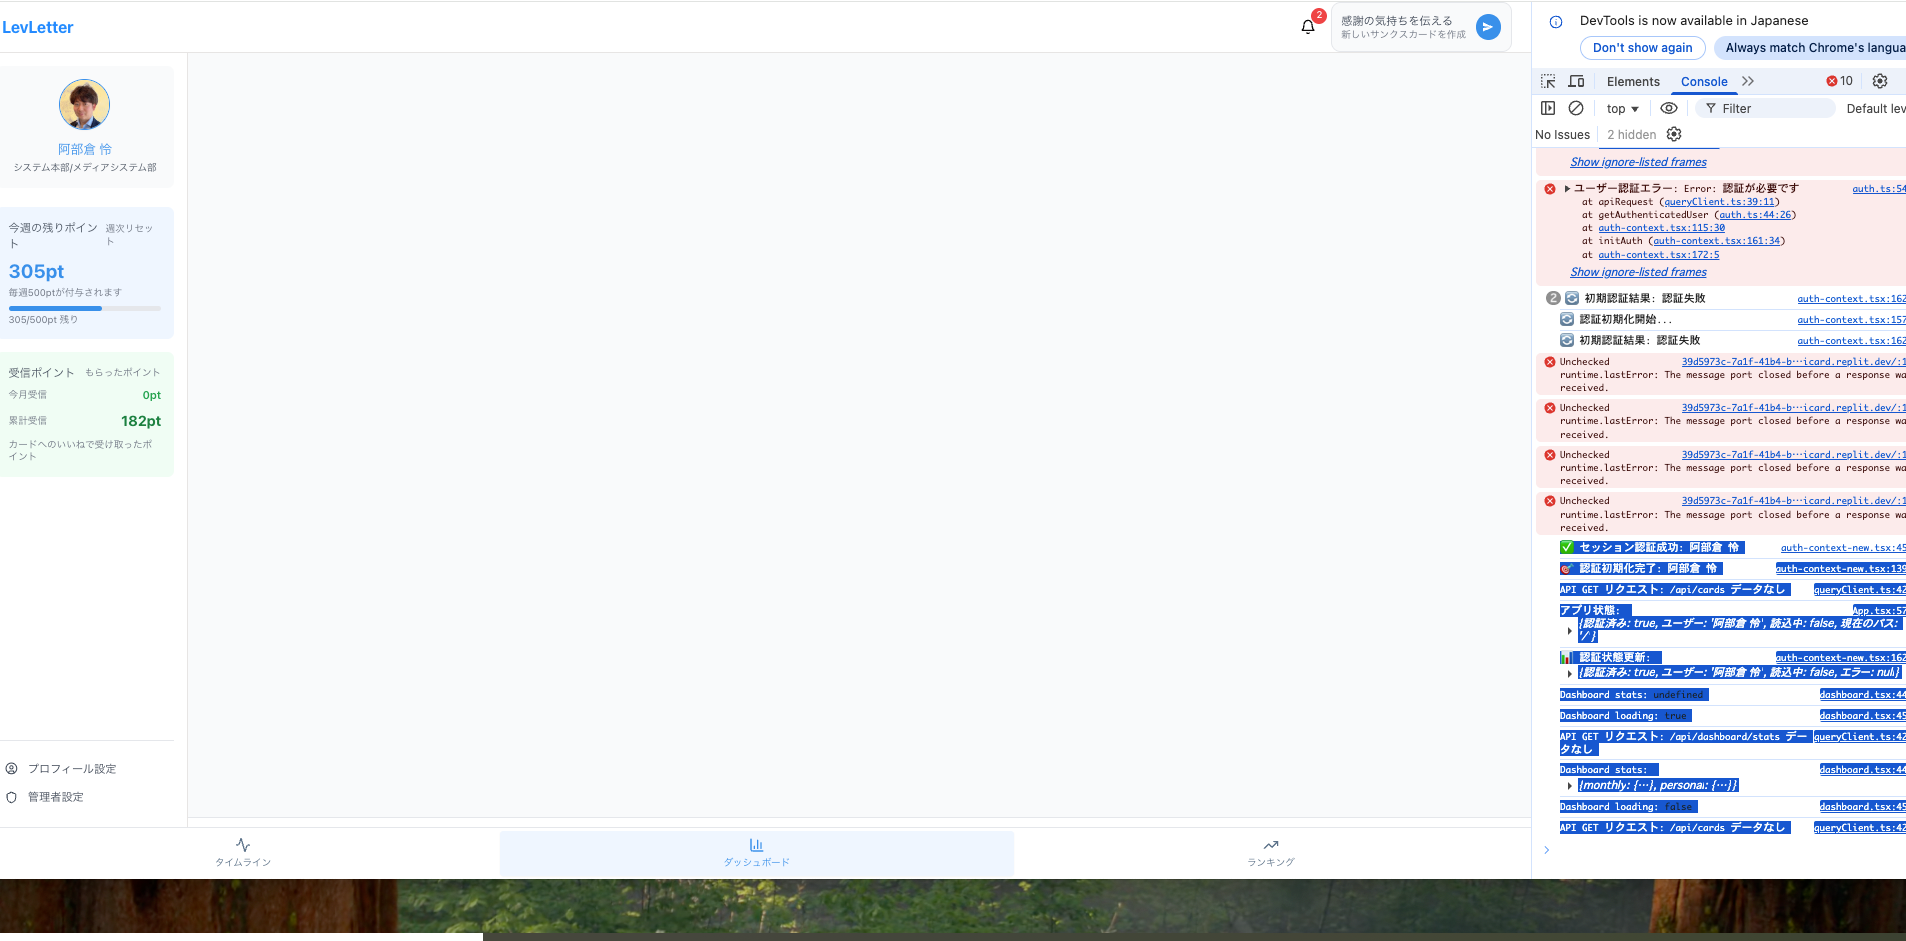 LevLetter
2
感謝の気持ちを伝える
新しいサンクスカードを作成
阿部倉 怜
システム本部/メディアシステム部
今週の残りポイント
週次リセット
305pt
毎週500ptが付与されます
305/500pt 残り
受信ポイント
もらったポイント
今月受信
0pt
累計受信
182pt
カードへのいいねで受け取ったポ
イント
プロフィール設定
管理者設定
タイムライン
ダッシュボード
ランキング
DevTools is now available in Japanese
Don't show again
Always match Chrome's langua
Elements
Console
10
top
Filter
Default lev
No Issues
2 hidden
Show ignore-listed frames
ユーザー認証エラー: Error: 認証が必要です
auth.ts:54
at apiRequest (queryClient.ts:39:11)
at getAuthenticatedUser (auth.ts:44:26)
at auth-context.tsx:115:30
at initAuth (auth-context.tsx:161:34)
at auth-context.tsx:172:5
Show ignore-listed frames
2
初期認証結果: 認証失敗
auth-context.tsx:162
認証初期化開始...
auth-context.tsx:157
初期認証結果: 認証失敗
auth-context.tsx:162
Unchecked
39d5973c-7a1f-41b4-b…icard.replit.dev/:1
runtime.lastError: The message port closed before a response wa
received.
Unchecked
39d5973c-7a1f-41b4-b…icard.replit.dev/:1
runtime.lastError: The message port closed before a response wa
received.
Unchecked
39d5973c-7a1f-41b4-b…icard.replit.dev/:1
runtime.lastError: The message port closed before a response wa
received.
Unchecked
39d5973c-7a1f-41b4-b…icard.replit.dev/:1
runtime.lastError: The message port closed before a response wa
received.
✅ セッション認証成功: 阿部倉 怜
auth-context-new.tsx:45
🎯 認証初期化完了: 阿部倉 怜
auth-context-new.tsx:139
API GET リクエスト: /api/cards データなし
queryClient.ts:42
アプリ状態:
App.tsx:57
{認証済み: true, ユーザー: '阿部倉 怜', 読込中: false, 現在のパス:
'/'}
📊 認証状態更新:
auth-context-new.tsx:162
{認証済み: true, ユーザー: '阿部倉 怜', 読込中: false, エラー: null}
Dashboard stats: undefined
dashboard.tsx:44
Dashboard loading: true
dashboard.tsx:45
API GET リクエスト: /api/dashboard/stats デー
タなし
queryClient.ts:42
Dashboard stats:
dashboard.tsx:44
{monthly: {…}, personal: {…}}
Dashboard loading: false
dashboard.tsx:45
API GET リクエスト: /api/cards データなし
queryClient.ts:42